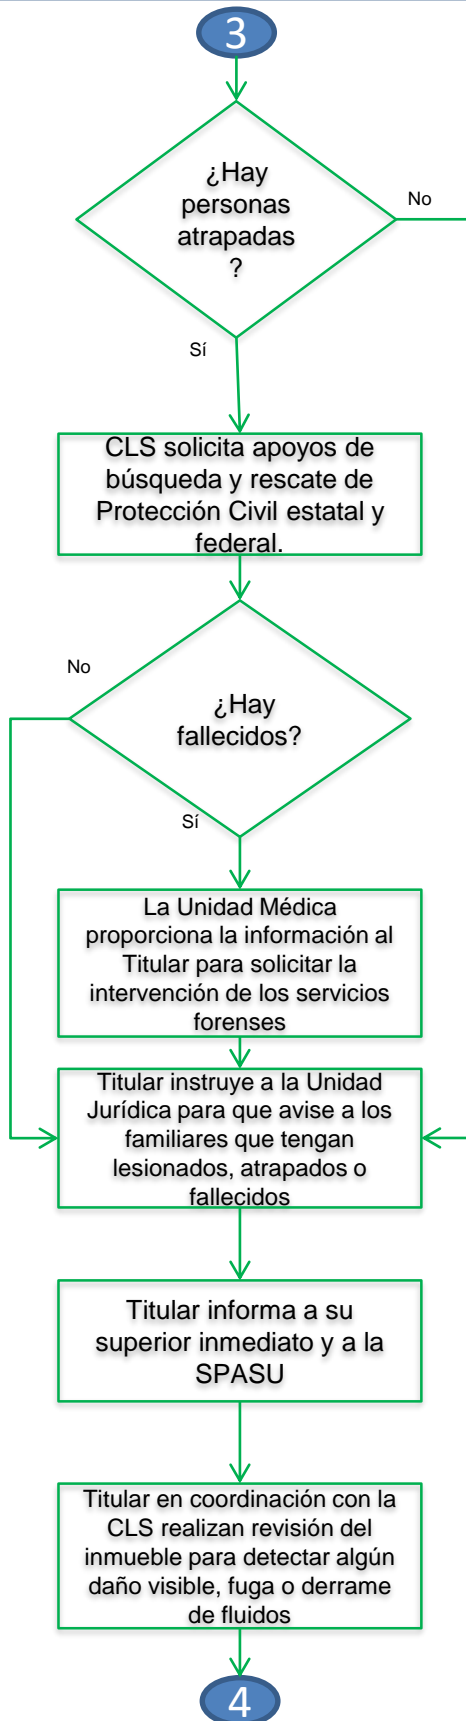 3
¿Hay
personas
atrapadas
?
No
Sí
CLS solicita apoyos de
búsqueda y rescate de
Protección Civil estatal y
federal.
No
¿Hay
fallecidos?
Sí
La Unidad Médica
proporciona la información al
Titular para solicitar la
intervención de los servicios
forenses
Titular instruye a la Unidad
Jurídica para que avise a los
familiares que tengan
lesionados, atrapados o
fallecidos
Titular informa a su
superior inmediato y a la
SPASU
Titular en coordinación con la
CLS realizan revisión del
inmueble para detectar algún
daño visible, fuga o derrame
de fluidos
4